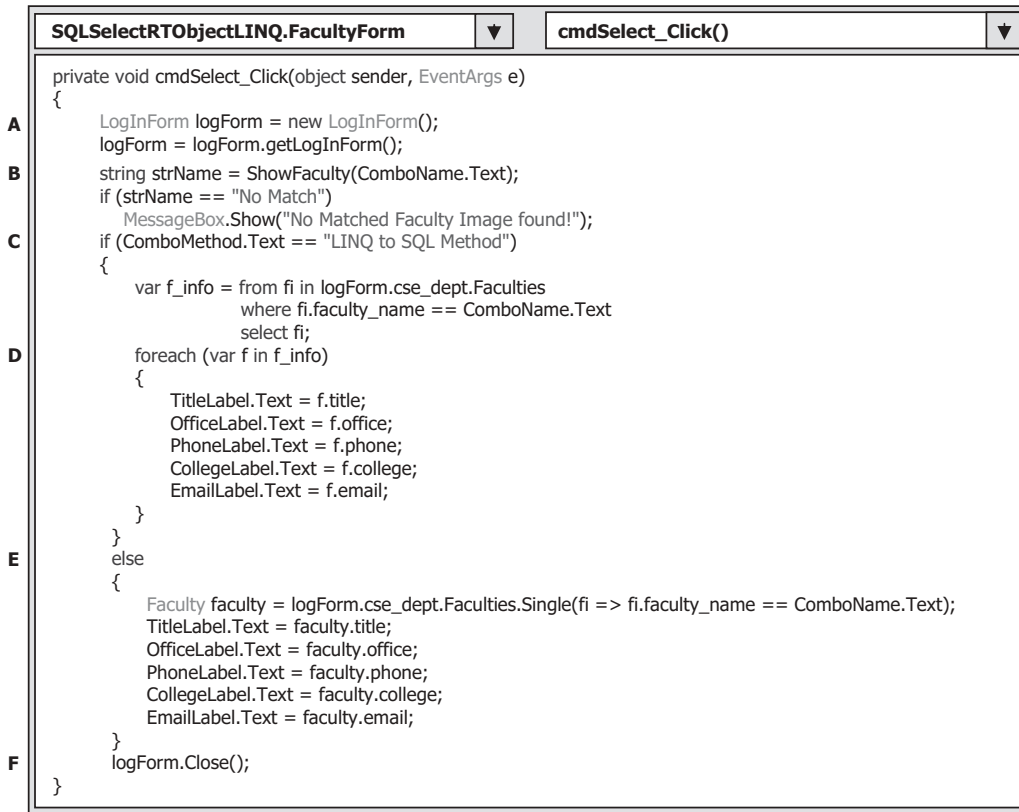 SQLSelectRTObjectLINQ.FacultyForm cmdSelect_Click()
private void cmdSelect_Click(object sender, EventArgs e)
{
A LogInForm logForm = new LogInForm();
logForm = logForm.getLogInForm();
B string strName = ShowFaculty(ComboName.Text);
if (strName == "No Match")
MessageBox.Show("No Matched Faculty Image found!");
C if (ComboMethod.Text == "LINQ to SQL Method")
{
var f_info = from fi in logForm.cse_dept.Faculties
where fi.faculty_name == ComboName.Text
select fi;
D foreach (var f in f_info)
{
TitleLabel.Text = f.title;
OfficeLabel.Text = f.office;
PhoneLabel.Text = f.phone;
CollegeLabel.Text = f.college;
EmailLabel.Text = f.email;
}
}
E else
{
Faculty faculty = logForm.cse_dept.Faculties.Single(fi => fi.faculty_name == ComboName.Text);
TitleLabel.Text = faculty.title;
OfficeLabel.Text = faculty.office;
PhoneLabel.Text = faculty.phone;
CollegeLabel.Text = faculty.college;
EmailLabel.Text = faculty.email;
}
F logForm.Close();
}